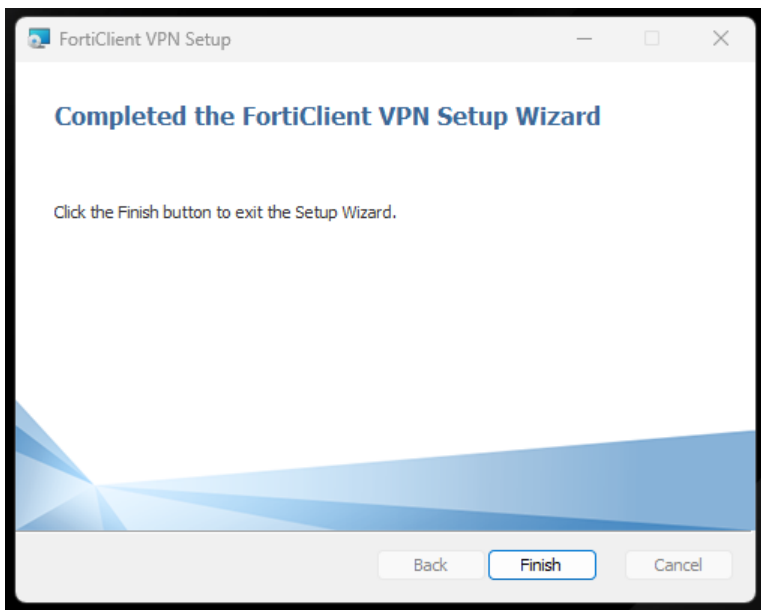 FortiClient VPN Setup
Completed the FortiClient VPN Setup Wizard
Click the Finish button to exit the Setup Wizard.
Back Finish Cancel